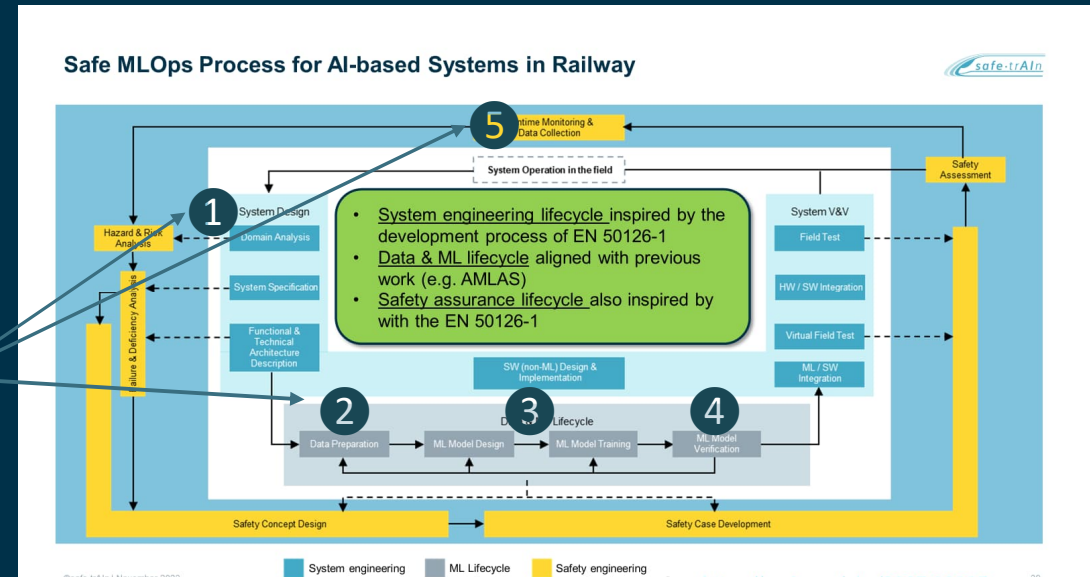 Safe MLOps Process for AI-based Systems in Railway
safe.trAIn
5
ntime Monitoring &
Data Collection
System Operation in the field
Safety
Assessment
1
System Design
System V&V
Hazard & Risk
Analysis
Domain Analysis
Field Test
• System engineering lifecycle inspired by the
development process of EN 50126-1
• Data & ML lifecycle aligned with previous
work (e.g. AMLAS)
• Safety assurance lifecycle also inspired by
with the EN 50126-1
System Specification
HW / SW Integration
Failure & Deficiency Analysis
Functional &
Technical
Architecture
Description
Virtual Field Test
SW (non-ML) Design &
Implementation
ML / SW
Integration
2
3
4
Lifecycle
Data Preparation
ML Model Design
ML Model Training
ML Model
Verification
Safety Concept Design
Safety Case Development
System engineering
ML Lifecycle
Safety engineering